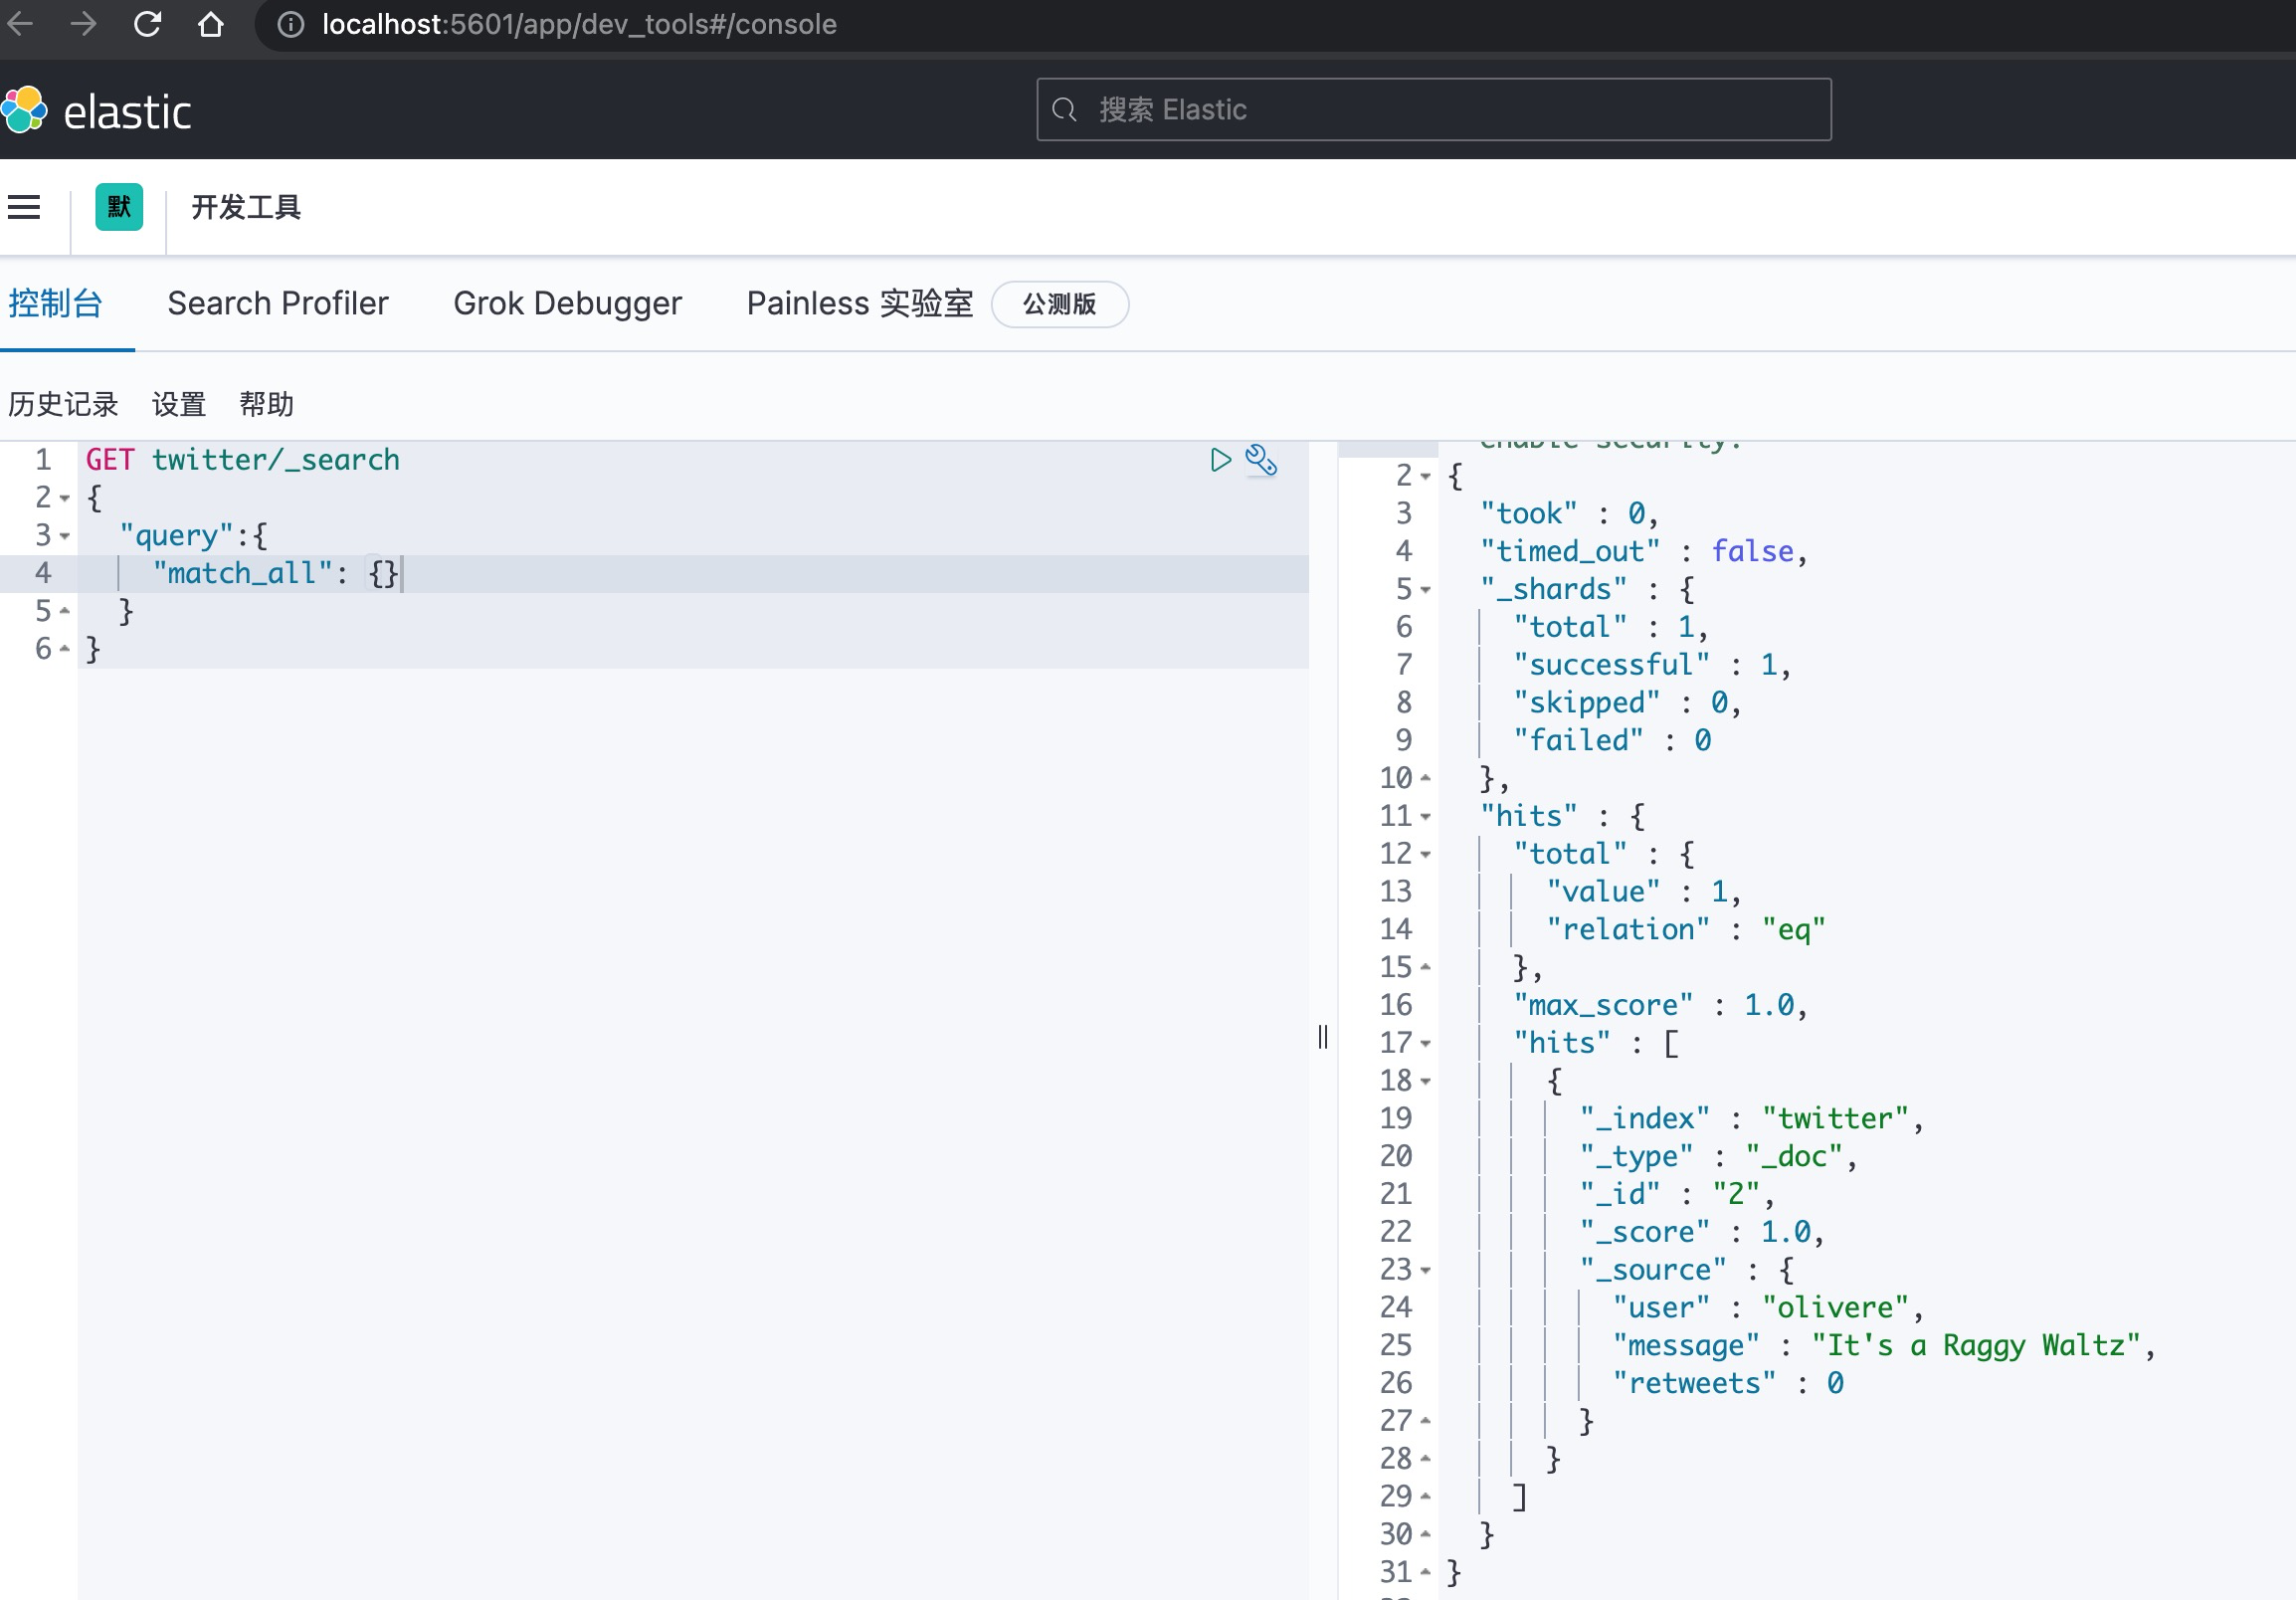 localhost:5601/app/dev_tools#/console
elastic
搜索 Elastic
默 开发工具
控制台 Search Profiler Grok Debugger Painless 实验室 公测版
历史记录 设置 帮助
1 GET twitter/_search
2 {
3 "query":{
4 "match_all": {}
5 }
6 }
enable security.
2 {
3 "took" : 0,
4 "timed_out" : false,
5 "_shards" : {
6 "total" : 1,
7 "successful" : 1,
8 "skipped" : 0,
9 "failed" : 0
10 },
11 "hits" : {
12 "total" : {
13 "value" : 1,
14 "relation" : "eq"
15 },
16 "max_score" : 1.0,
17 "hits" : [
18 {
19 "_index" : "twitter",
20 "_type" : "_doc",
21 "_id" : "2",
22 "_score" : 1.0,
23 "_source" : {
24 "user" : "olivere",
25 "message" : "It's a Raggy Waltz",
26 "retweets" : 0
27 }
28 }
29 ]
30 }
31 }